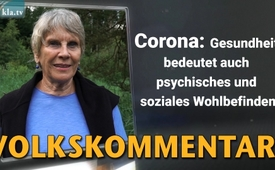 kla.tv
Corona: Gesundheit
bedeutet auch
psychisches und
soziales Wohlbefinden
VOLKSKOMMENTAR